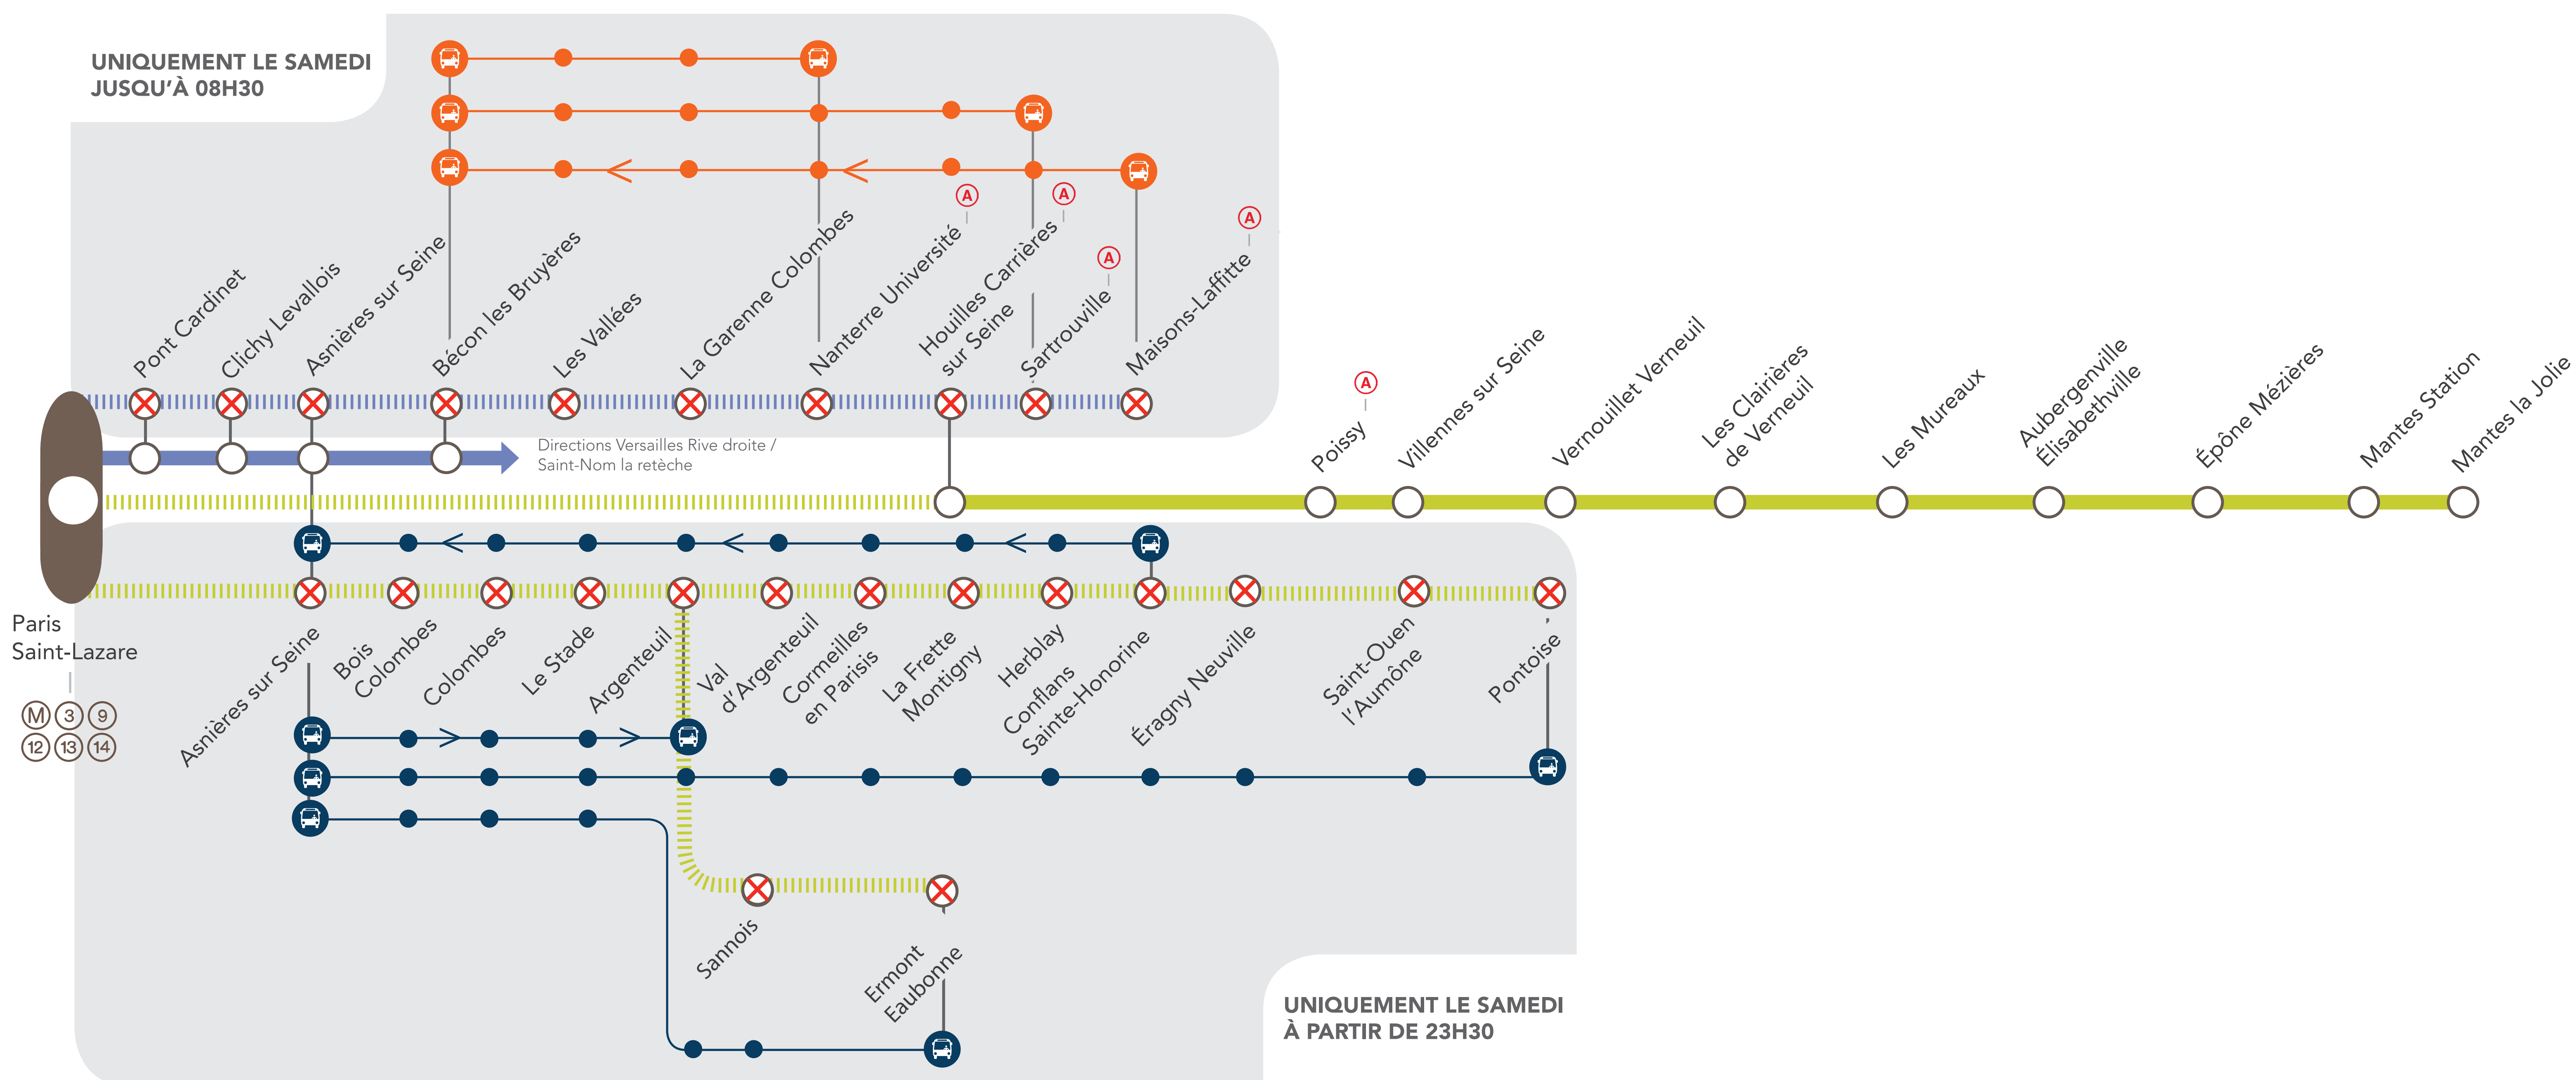 UNIQUEMENT LE SAMEDI
JUSQU'À 08H30
Pont Cardinet
Clichy Levallois
Asnières sur Seine
Bécon les Bruyères
Les Vallées
La Garenne Colombes
Nanterre Université
A
Houilles Carrières
sur Seine
A
Sartrouville
A
Maisons-Laffitte
A
Directions Versailles Rive droite /
Saint-Nom la retèche
Poissy
A
Villennes sur Seine
Vernouillet Verneuil
Les Clairières
de Verneuil
Les Mureaux
Aubergenville
Élisabethville
Épône Mézières
Mantes Station
Mantes la Jolie
Paris
Saint-Lazare
M 3 9
12 13 14
Asnières sur Seine
Bois
Colombes
Colombes
Le Stade
Argenteuil
Val
d'Argenteuil
Cormeilles
en Parisis
La Frette
Montigny
Herblay
Conflans
Sainte-Honorine
Éragny Neuville
Saint-Ouen
l'Aumône
Pontoise
Sannois
Ermont
Eaubonne
UNIQUEMENT LE SAMEDI
À PARTIR DE 23H30